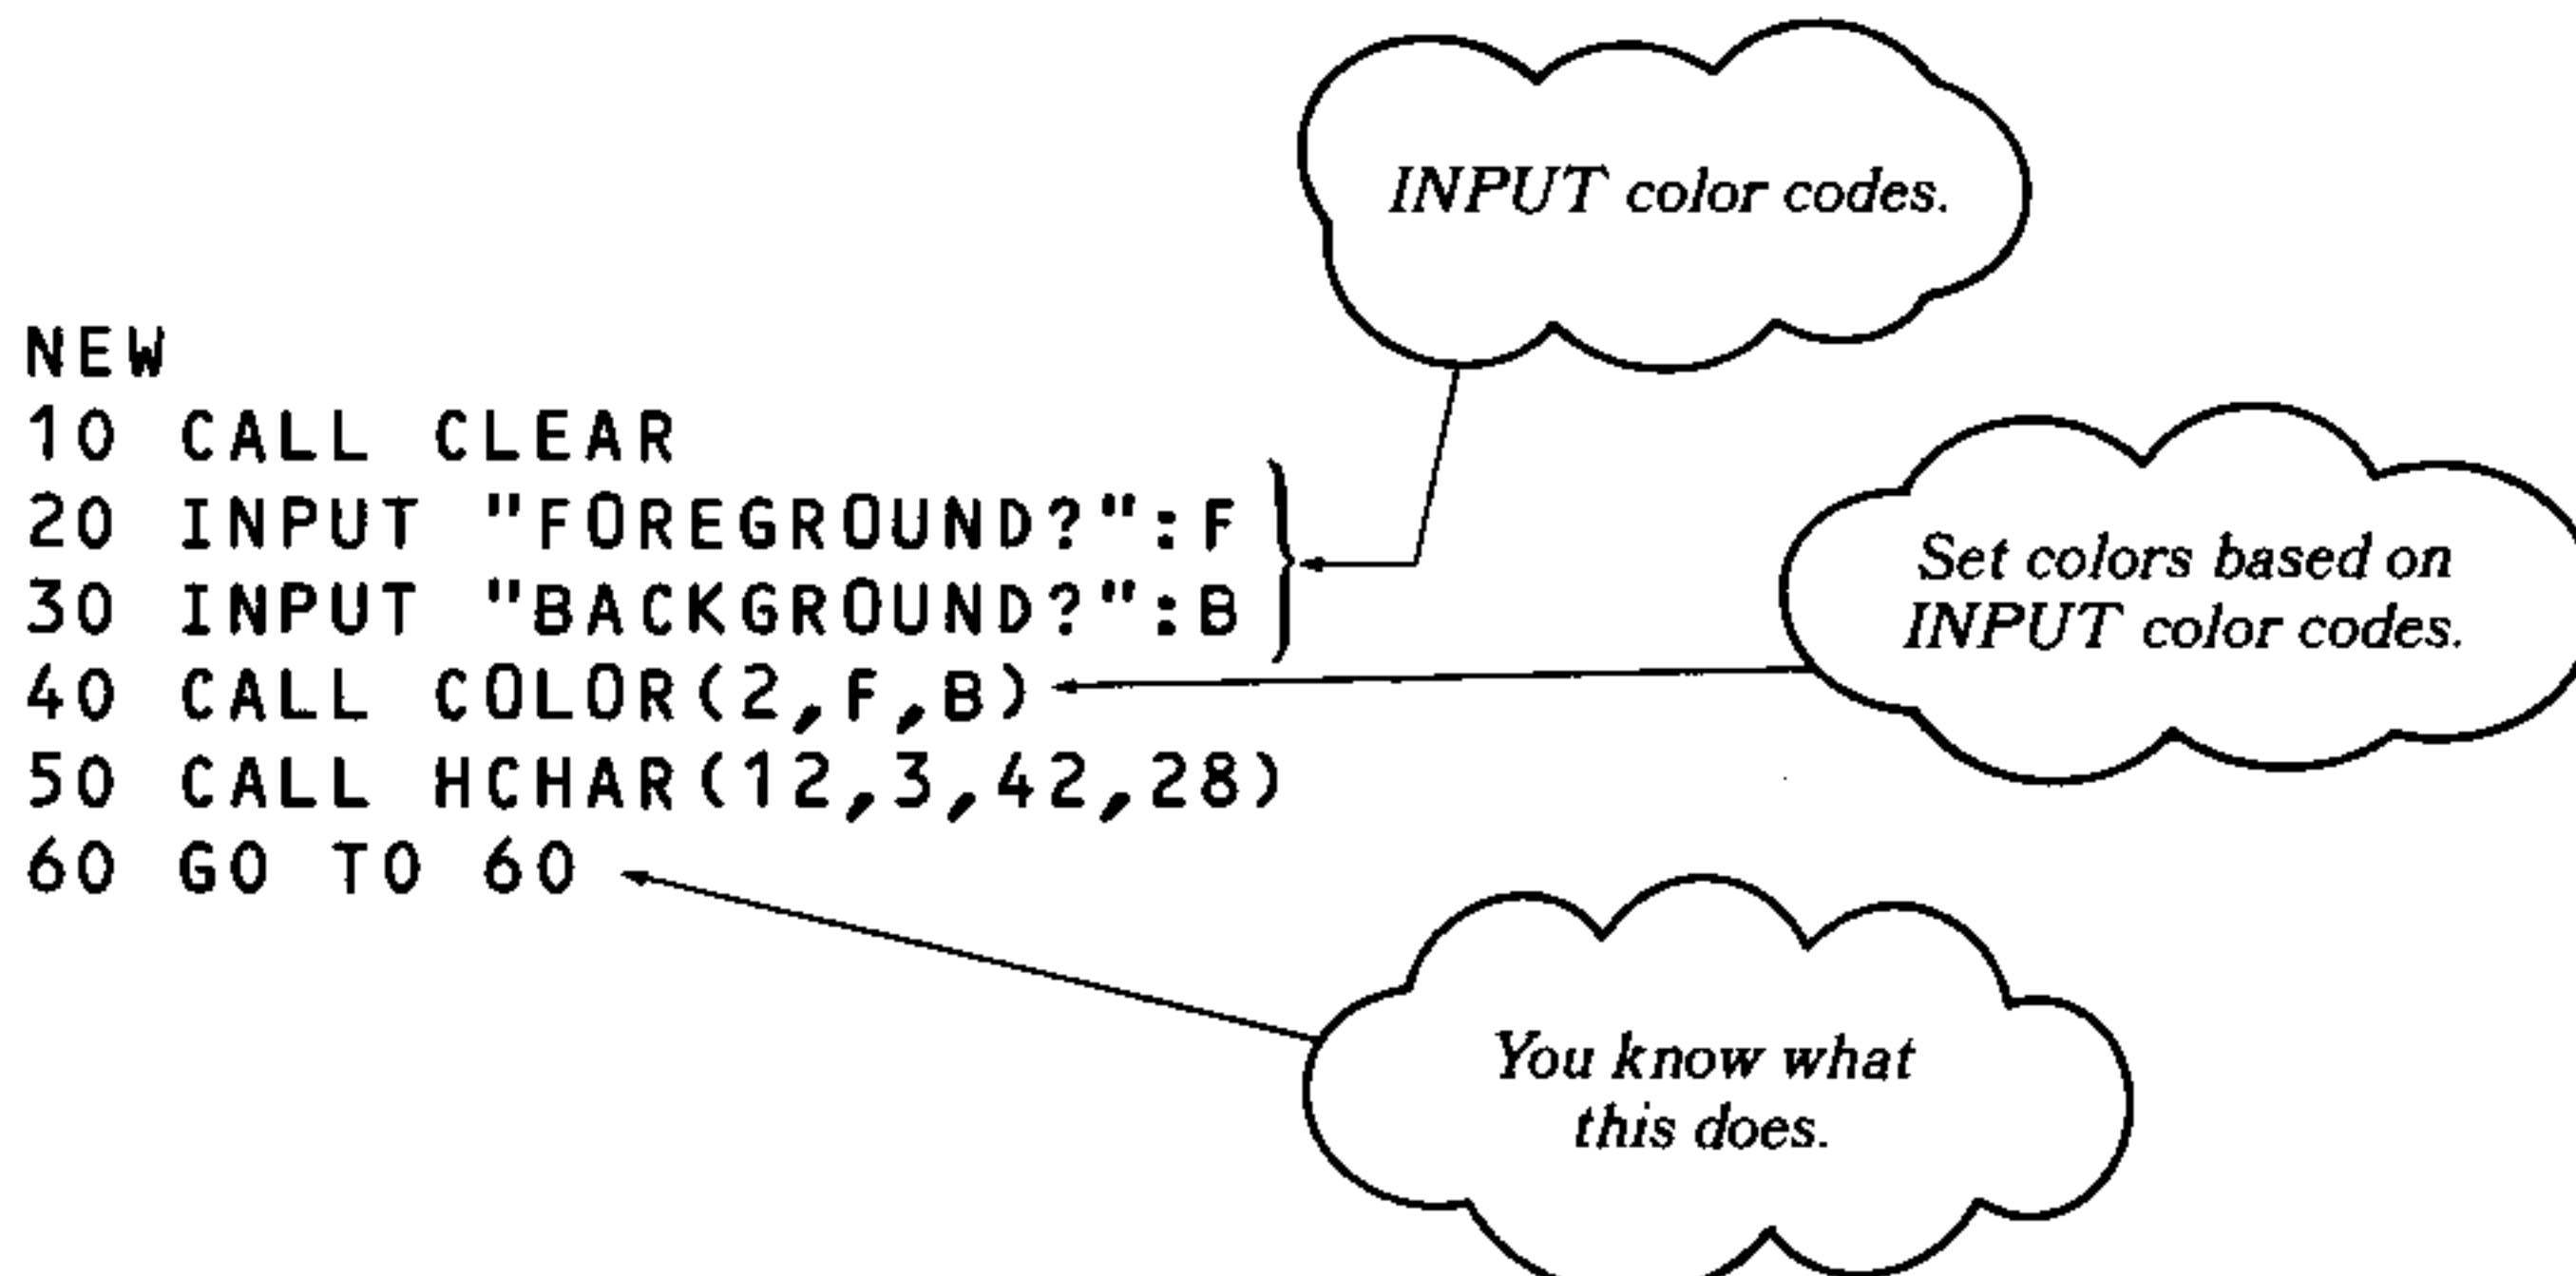 INPUT color codes.
NEW
10 CALL CLEAR
20 INPUT "FOREGROUND?":F
30 INPUT "BACKGROUND?":B
40 CALL COLOR(2,F,B)
50 CALL HCHAR(12,3,42,28)
60 GO TO 60
Set colors based on
INPUT color codes.
You know what
this does.